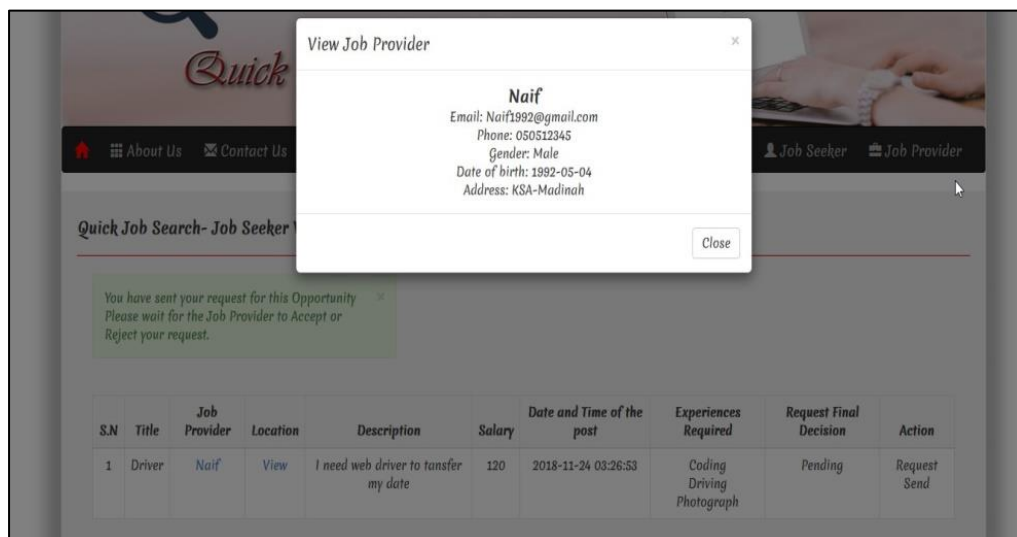 View Job Provider ×
Quick
Naif
Email: Naif1992@gmail.com
Phone: 050512345
Gender: Male
Date of birth: 1992-05-04
Address: KSA-Madinah
About Us Contact Us Job Seeker Job Provider
Close
Quick Job Search- Job Seeker
You have sent your request for this Opportunity ×
Please wait for the Job Provider to Accept or
Reject your request.
S.N Title Job Provider Location Description Salary Date and Time of the post Experiences Required Request Final Decision Action
1 Driver Naif View I need web driver to tansfer my date 120 2018-11-24 03:26:53 Coding Driving Photograph Pending Request Send